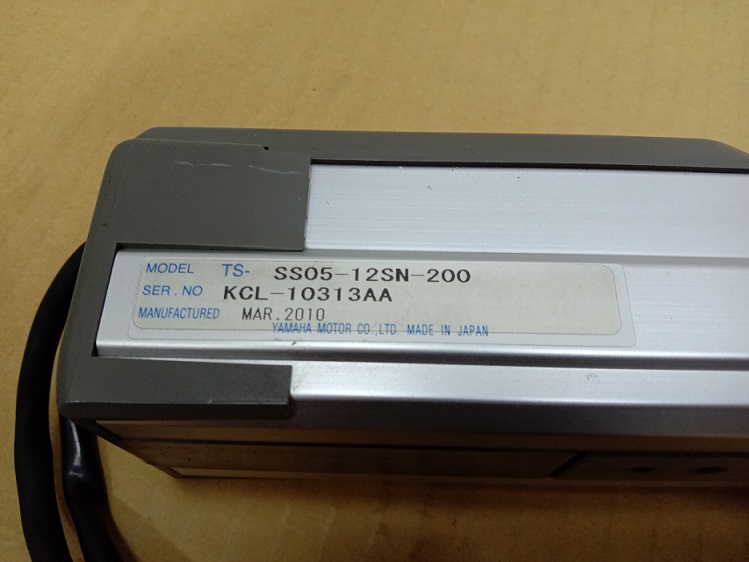 MODEL TS- SS05-12SN-200
SER. NO KCL-10313AA
MANUFACTURED MAR. 2010
YAMAHA MOTOR CO.,LTD. MADE IN JAPAN